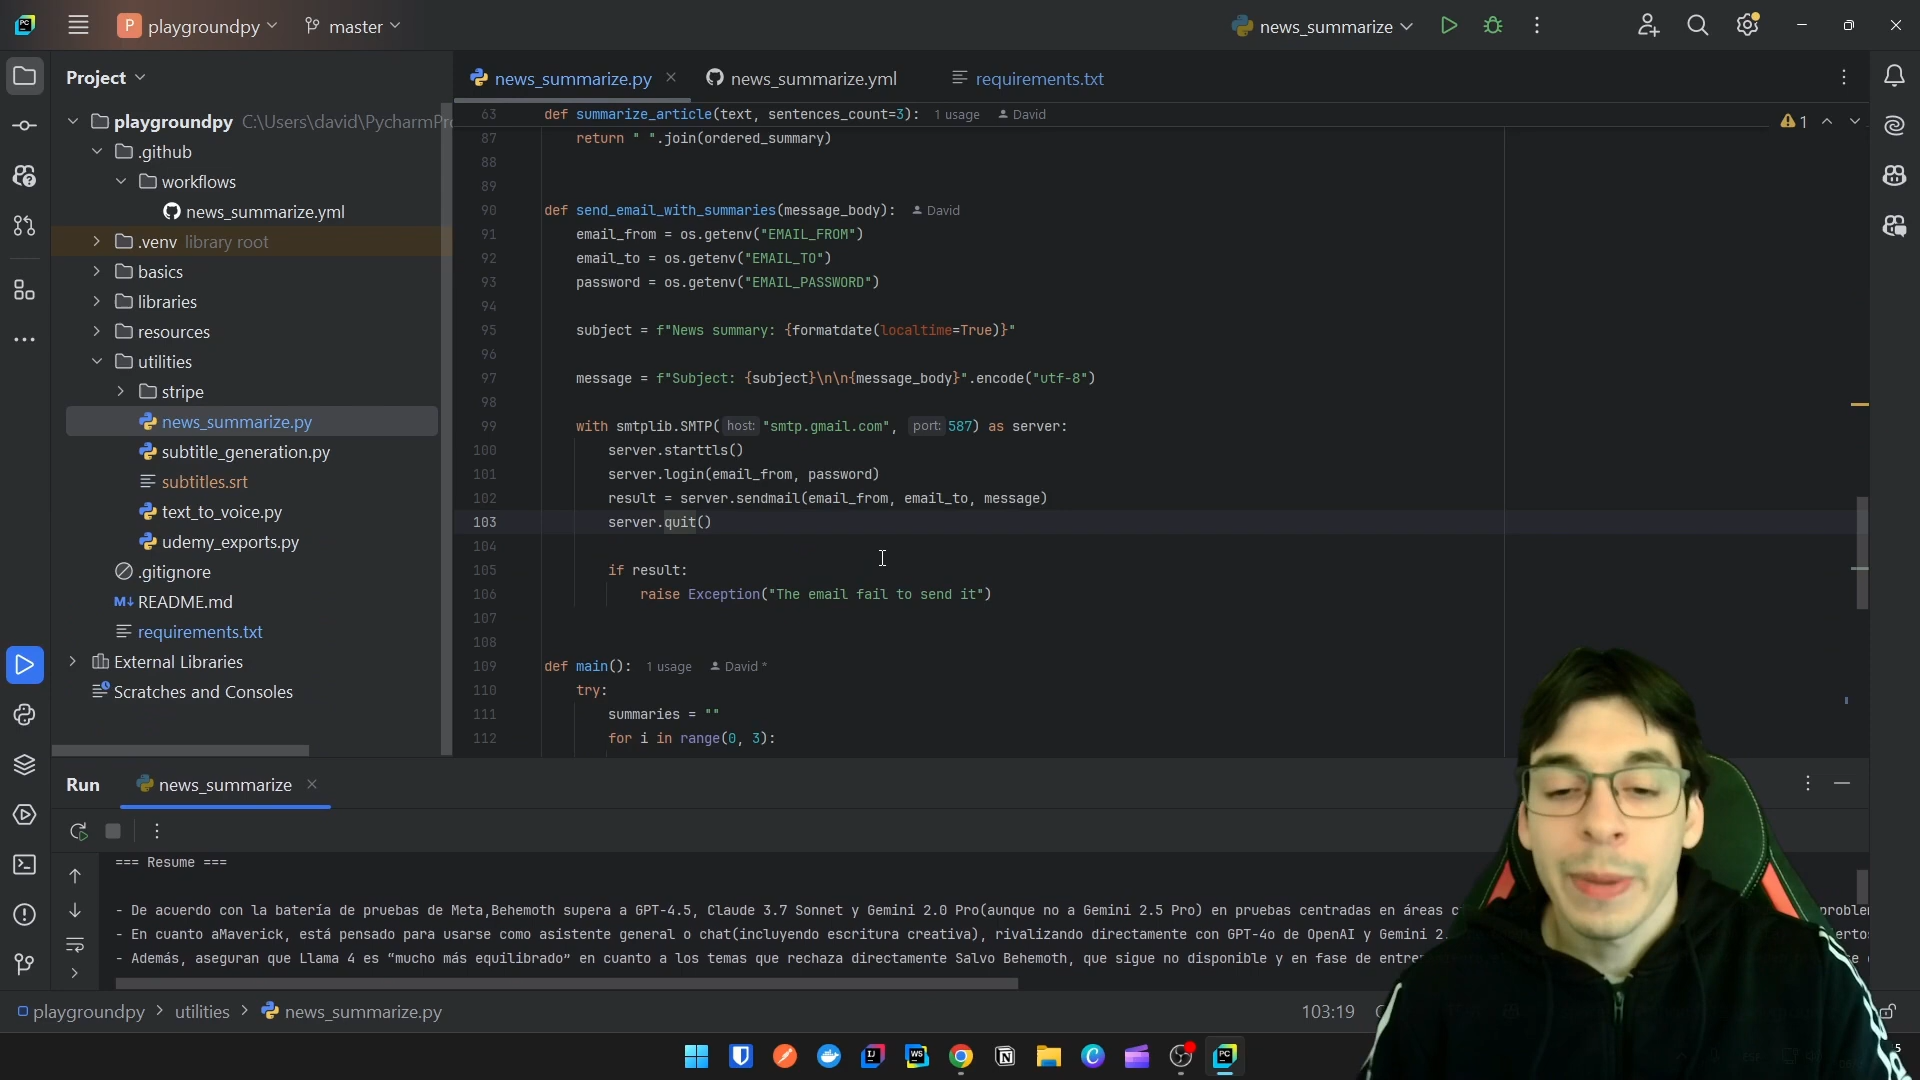 PC
P playgroundpy
master
news_summarize
Project
news_summarize.py
news_summarize.yml
requirements.txt
playgroundpy C:\Users\david\PycharmPr
.github
workflows
news_summarize.yml
.venv library root
basics
libraries
resources
utilities
stripe
news_summarize.py
subtitle_generation.py
subtitles.srt
text_to_voice.py
udemy_exports.py
.gitignore
M↓ README.md
requirements.txt
External Libraries
Scratches and Consoles
63 def summarize_article(text, sentences_count=3): 1 usage David
1
87 return " ".join(ordered_summary)
88
89
90 def send_email_with_summaries(message_body): David
91 email_from = os.getenv("EMAIL_FROM")
92 email_to = os.getenv("EMAIL_TO")
93 password = os.getenv("EMAIL_PASSWORD")
94
95 subject = f"News summary: {formatdate(localtime=True)}"
96
97 message = f"Subject: {subject}\n\n{message_body}".encode("utf-8")
98
99 with smtplib.SMTP( host: "smtp.gmail.com", port: 587) as server:
100 server.starttls()
101 server.login(email_from, password)
102 result = server.sendmail(email_from, email_to, message)
103 server.quit()
104
105 if result:
106 raise Exception("The email fail to send it")
107
108
109 def main(): 1 usage David *
110 try:
111 summaries = ""
112 for i in range(0, 3):
Run
news_summarize
=== Resume ===
- De acuerdo con la batería de pruebas de Meta,Behemoth supera a GPT-4.5, Claude 3.7 Sonnet y Gemini 2.0 Pro(aunque no a Gemini 2.5 Pro) en pruebas centradas en áreas
- En cuanto aMaverick, está pensado para usarse como asistente general o chat(incluyendo escritura creativa), rivalizando directamente con GPT-4o de OpenAI y Gemini 2.
- Además, aseguran que Llama 4 es “mucho más equilibrado” en cuanto a los temas que rechaza directamente Salvo Behemoth, que sigue no disponible y en fase de
playgroundpy > utilities > news_summarize.py
103:19